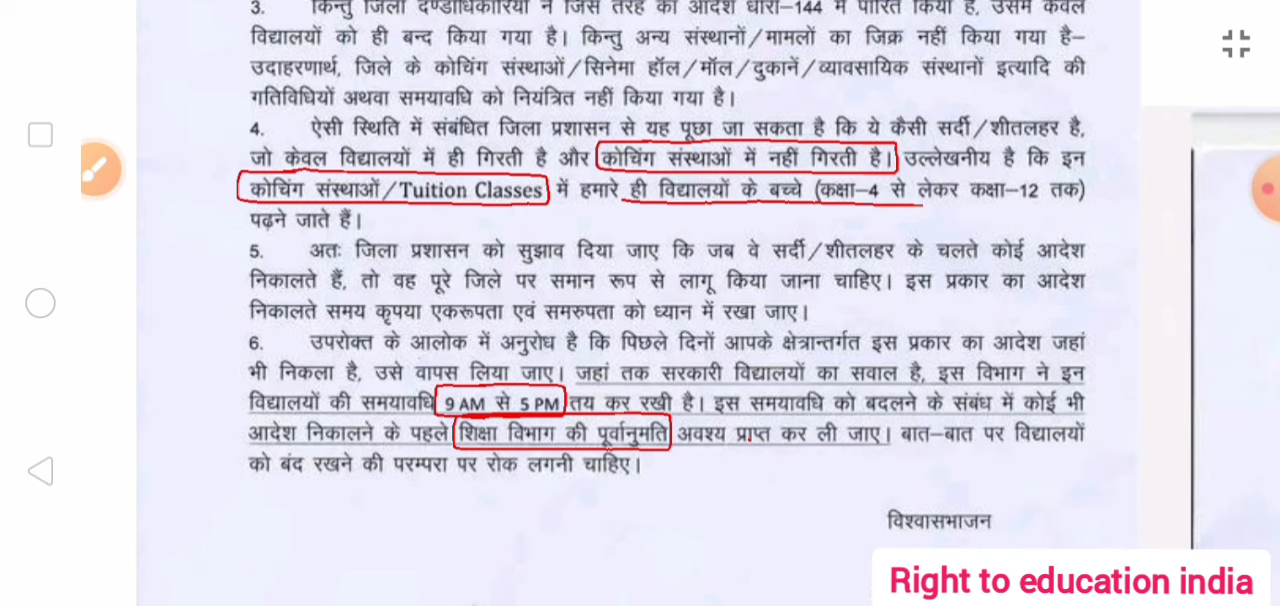 3. किन्तु जिला दण्डाधिकारियों ने जिस तरह का आदेश धारा–144 में पारित किया है, उसमें केवल
विद्यालयों को ही बन्द किया गया है। किन्तु अन्य संस्थानों/मामलों का जिक्र नहीं किया गया है–
उदाहरणार्थ, जिले के कोचिंग संस्थाओं/सिनेमा हॉल/मॉल/दुकानें/व्यावसायिक संस्थानों इत्यादि की
गतिविधियों अथवा समयावधि को नियंत्रित नहीं किया गया है।
4. ऐसी स्थिति में संबंधित जिला प्रशासन से यह पूछा जा सकता है कि ये कैसी सर्दी/शीतलहर है,
जो केवल विद्यालयों में ही गिरती है और कोचिंग संस्थाओं में नहीं गिरती है। उल्लेखनीय है कि इन
कोचिंग संस्थाओं/Tuition Classes में हमारे ही विद्यालयों के बच्चे (कक्षा–4 से लेकर कक्षा–12 तक)
पढ़ने जाते हैं।
5. अतः जिला प्रशासन को सुझाव दिया जाए कि जब वे सर्दी/शीतलहर के चलते कोई आदेश
निकालते हैं, तो वह पूरे जिले पर समान रूप से लागू किया जाना चाहिए। इस प्रकार का आदेश
निकालते समय कृपया एकरूपता एवं समरुपता को ध्यान में रखा जाए।
6. उपरोक्त के आलोक में अनुरोध है कि पिछले दिनों आपके क्षेत्रान्तर्गत इस प्रकार का आदेश जहां
भी निकला है, उसे वापस लिया जाए। जहां तक सरकारी विद्यालयों का सवाल है, इस विभाग ने इन
विद्यालयों की समयावधि 9 AM से 5 PM तय कर रखी है। इस समयावधि को बदलने के संबंध में कोई भी
आदेश निकालने के पहले शिक्षा विभाग की पूर्वानुमति अवश्य प्राप्त कर ली जाए। बात–बात पर विद्यालयों
को बंद रखने की परम्परा पर रोक लगनी चाहिए।
विश्वासभाजन
Right to education india